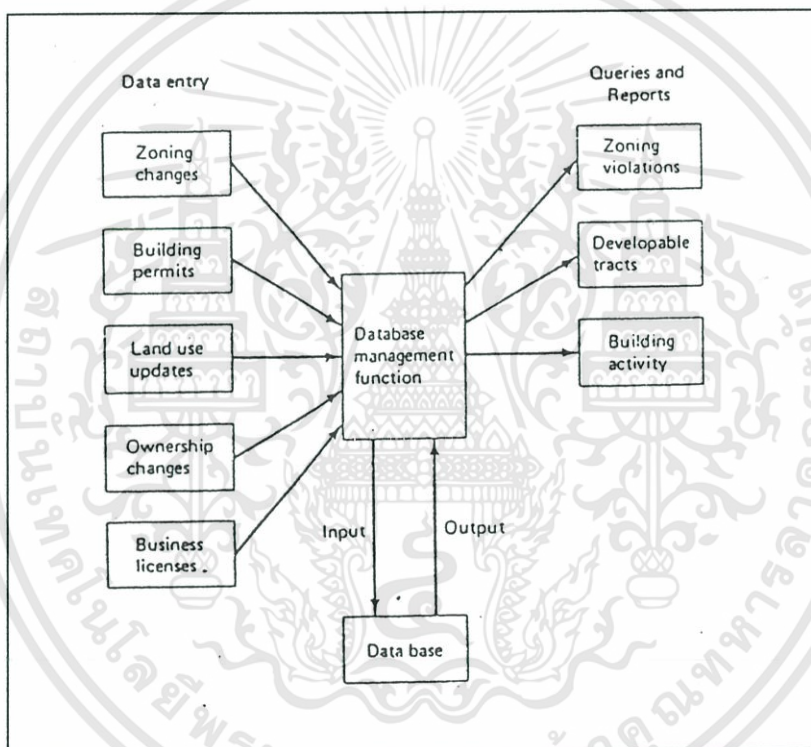 Data entry
Queries and
Reports
Zoning
changes
Building
permits
Land use
updates
Ownership
changes
Business
licenses
Database
management
function
Zoning
violations
Developable
tracts
Building
activity
Input
Output
Data base